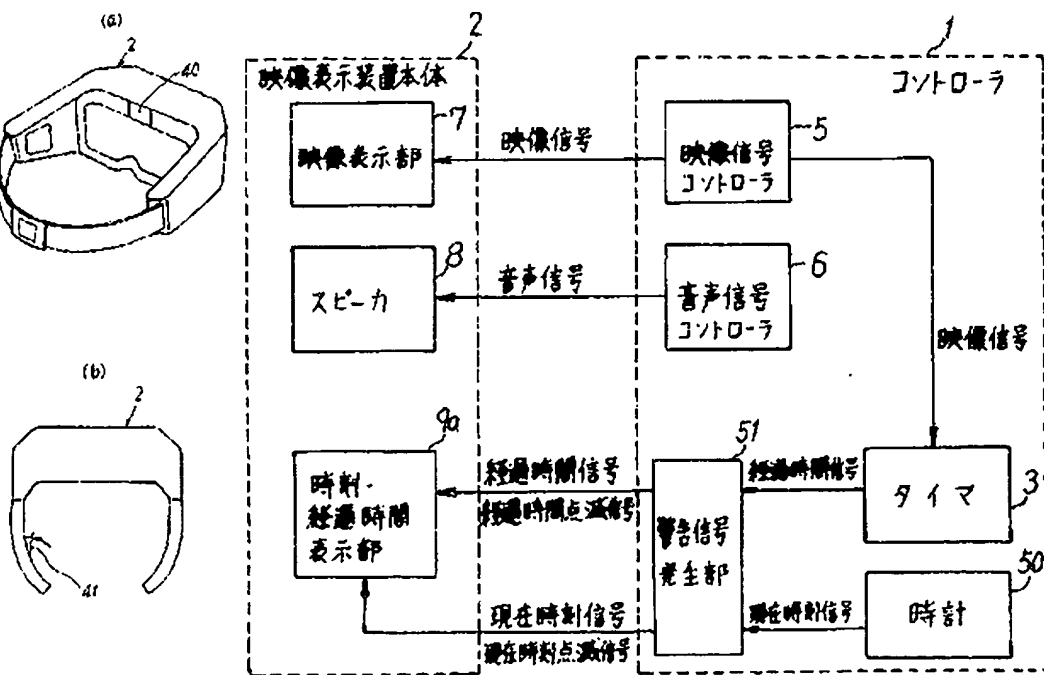 (a)
2
40
(b)
2
41
2
映像表示装置本体
7
映像表示部
8
スピーカ
9a
時刻・
経過時間
表示部
映像信号
音声信号
経過時間信号
経過時間点滅信号
現在時刻信号
現在時刻点滅信号
1
コントローラ
5
映像信号
コントローラ
6
音声信号
コントローラ
映像信号
51
警告信号
発生部
経過時間信号
タイマ
3
現在時刻信号
時計
50